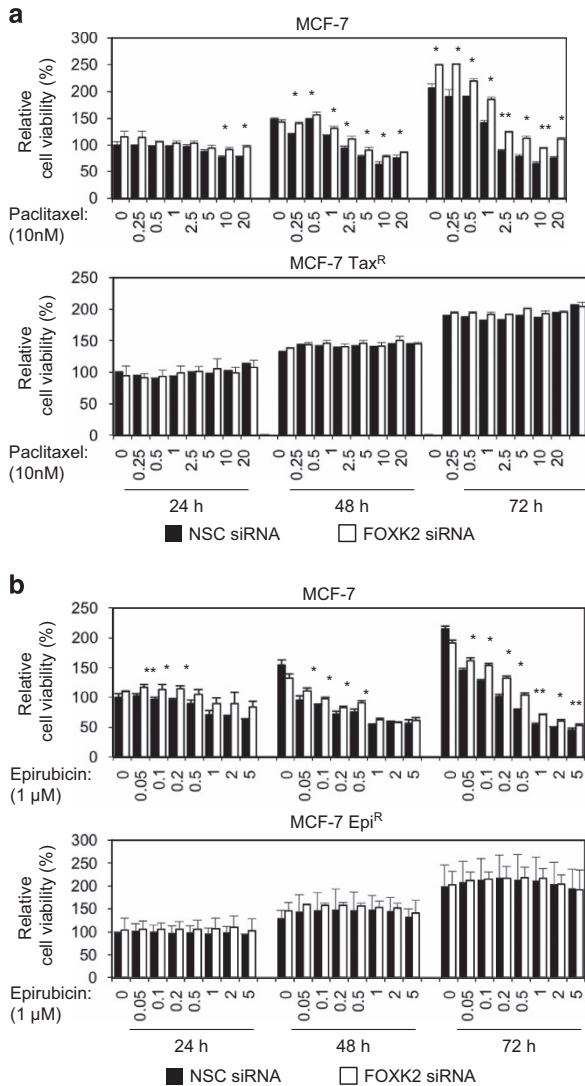 a
MCF-7
Relative
cell viability (%)
300
250
200
150
100
50
0
* * * * * * * * * * * * * ** * ** *
Paclitaxel:
(10nM)
0 0.25 0.5 1 2.5 5 10 20 0 0.25 0.5 1 2.5 5 10 20 0 0.25 0.5 1 2.5 5 10 20
MCF-7 Tax^R
Relative
cell viability (%)
250
200
150
100
50
0
Paclitaxel:
(10nM)
0 0.25 0.5 1 2.5 5 10 20 0 0.25 0.5 1 2.5 5 10 20 0 0.25 0.5 1 2.5 5 10 20
24 h 48 h 72 h
NSC siRNA FOXK2 siRNA
b
MCF-7
Relative
cell viability (%)
250
200
150
100
50
0
** * * * * * * * * * * ** * **
Epirubicin:
(1 µM)
0 0.05 0.1 0.2 0.5 1 2 5 0 0.05 0.1 0.2 0.5 1 2 5 0 0.05 0.1 0.2 0.5 1 2 5
MCF-7 Epi^R
Relative
cell viability (%)
300
250
200
150
100
50
0
Epirubicin:
(1 µM)
0 0.05 0.1 0.2 0.5 1 2 5 0 0.05 0.1 0.2 0.5 1 2 5 0 0.05 0.1 0.2 0.5 1 2 5
24 h 48 h 72 h
NSC siRNA FOXK2 siRNA